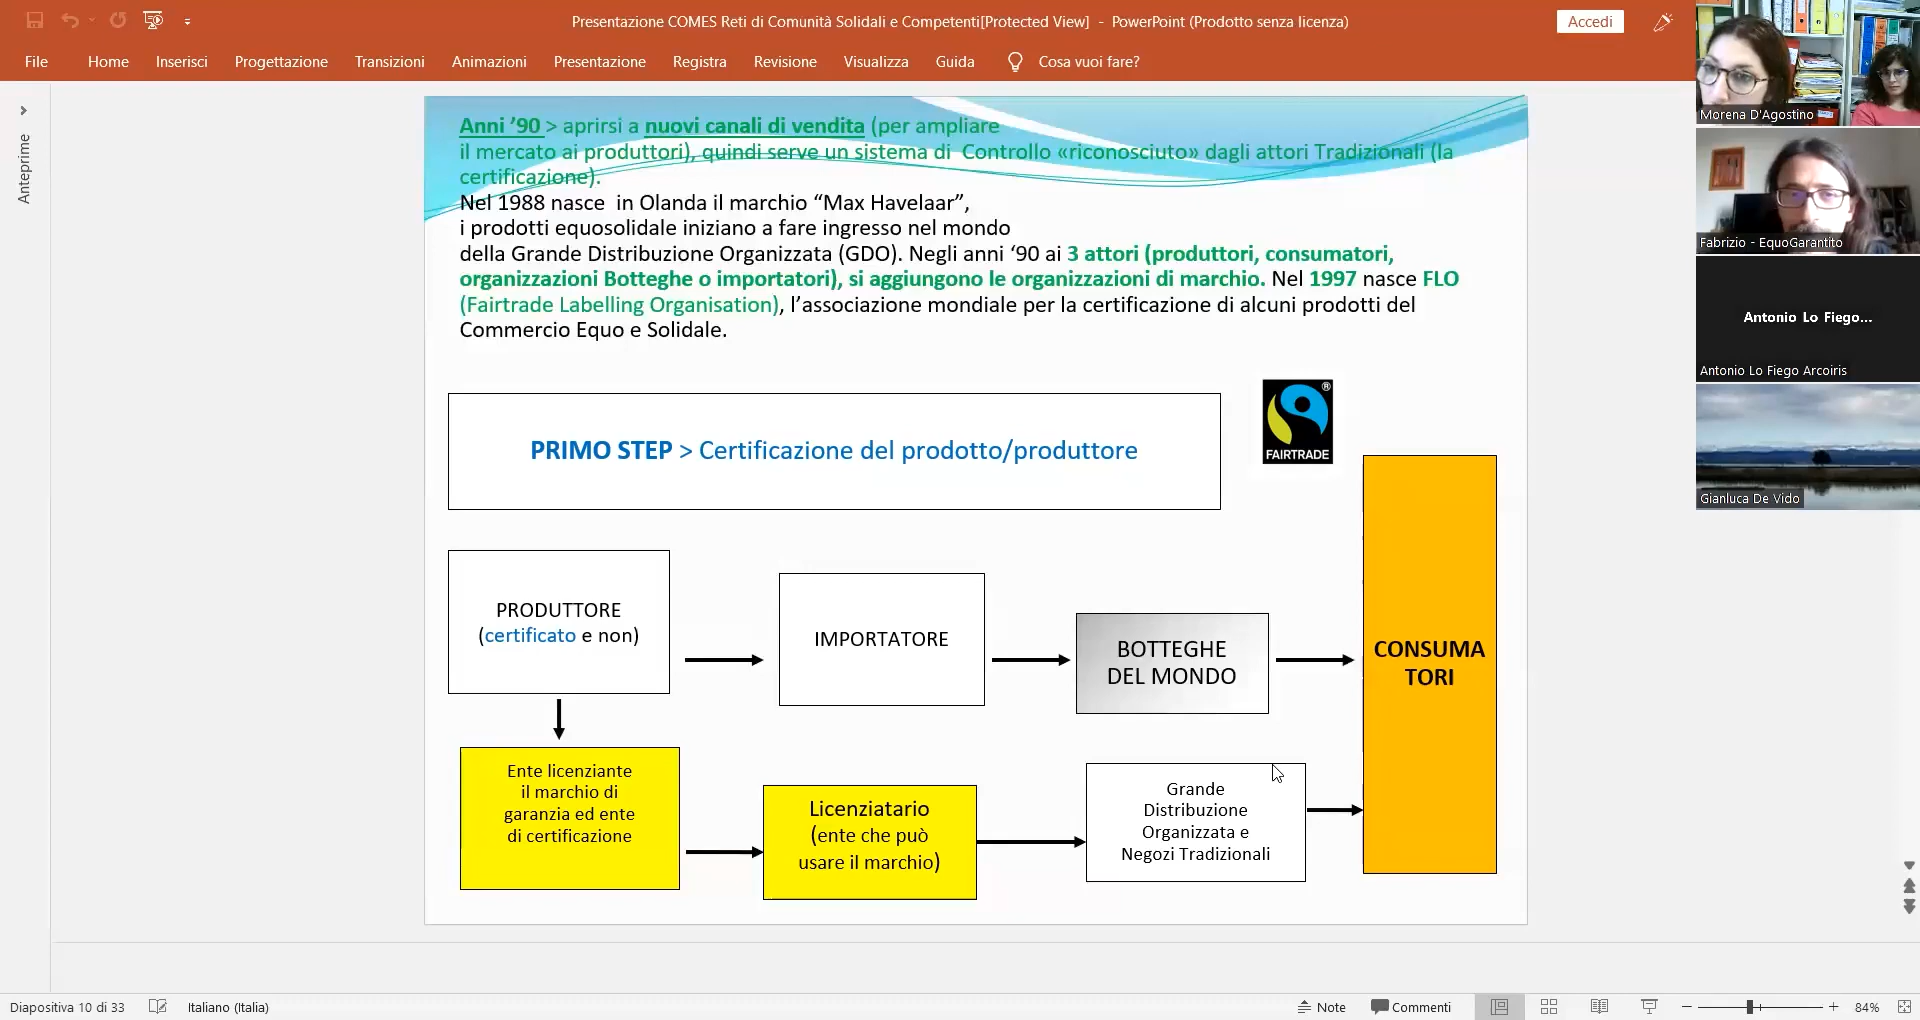 Presentazione COMES Reti di Comunità Solidali e Competenti[Protected View] - PowerPoint (Prodotto senza licenza)
Accedi
File Home Inserisci Progettazione Transizioni Animazioni Presentazione Registra Revisione Visualizza Guida Cosa vuoi fare?
Anteprime
Anni ’90 > aprirsi a nuovi canali di vendita (per ampliare
il mercato ai produttori), quindi serve un sistema di Controllo «riconosciuto» dagli attori Tradizionali (la
certificazione).
Nel 1988 nasce in Olanda il marchio “Max Havelaar”,
i prodotti equosolidale iniziano a fare ingresso nel mondo
della Grande Distribuzione Organizzata (GDO). Negli anni ‘90 ai 3 attori (produttori, consumatori,
organizzazioni Botteghe o importatori), si aggiungono le organizzazioni di marchio. Nel 1997 nasce FLO
(Fairtrade Labelling Organisation), l’associazione mondiale per la certificazione di alcuni prodotti del
Commercio Equo e Solidale.
PRIMO STEP > Certificazione del prodotto/produttore
®
FAIRTRADE
PRODUTTORE
(certificato e non)
IMPORTATORE
BOTTEGHE
DEL MONDO
CONSUMA
TORI
Ente licenziante
il marchio di
garanzia ed ente
di certificazione
Licenziatario
(ente che può
usare il marchio)
Grande
Distribuzione
Organizzata e
Negozi Tradizionali
Morena D'Agostino
Fabrizio - EquoGarantito
Antonio Lo Fiego...
Antonio Lo Fiego Arcoiris
Gianluca De Vido
Diapositiva 10 di 33 Italiano (Italia) Note Commenti 84%